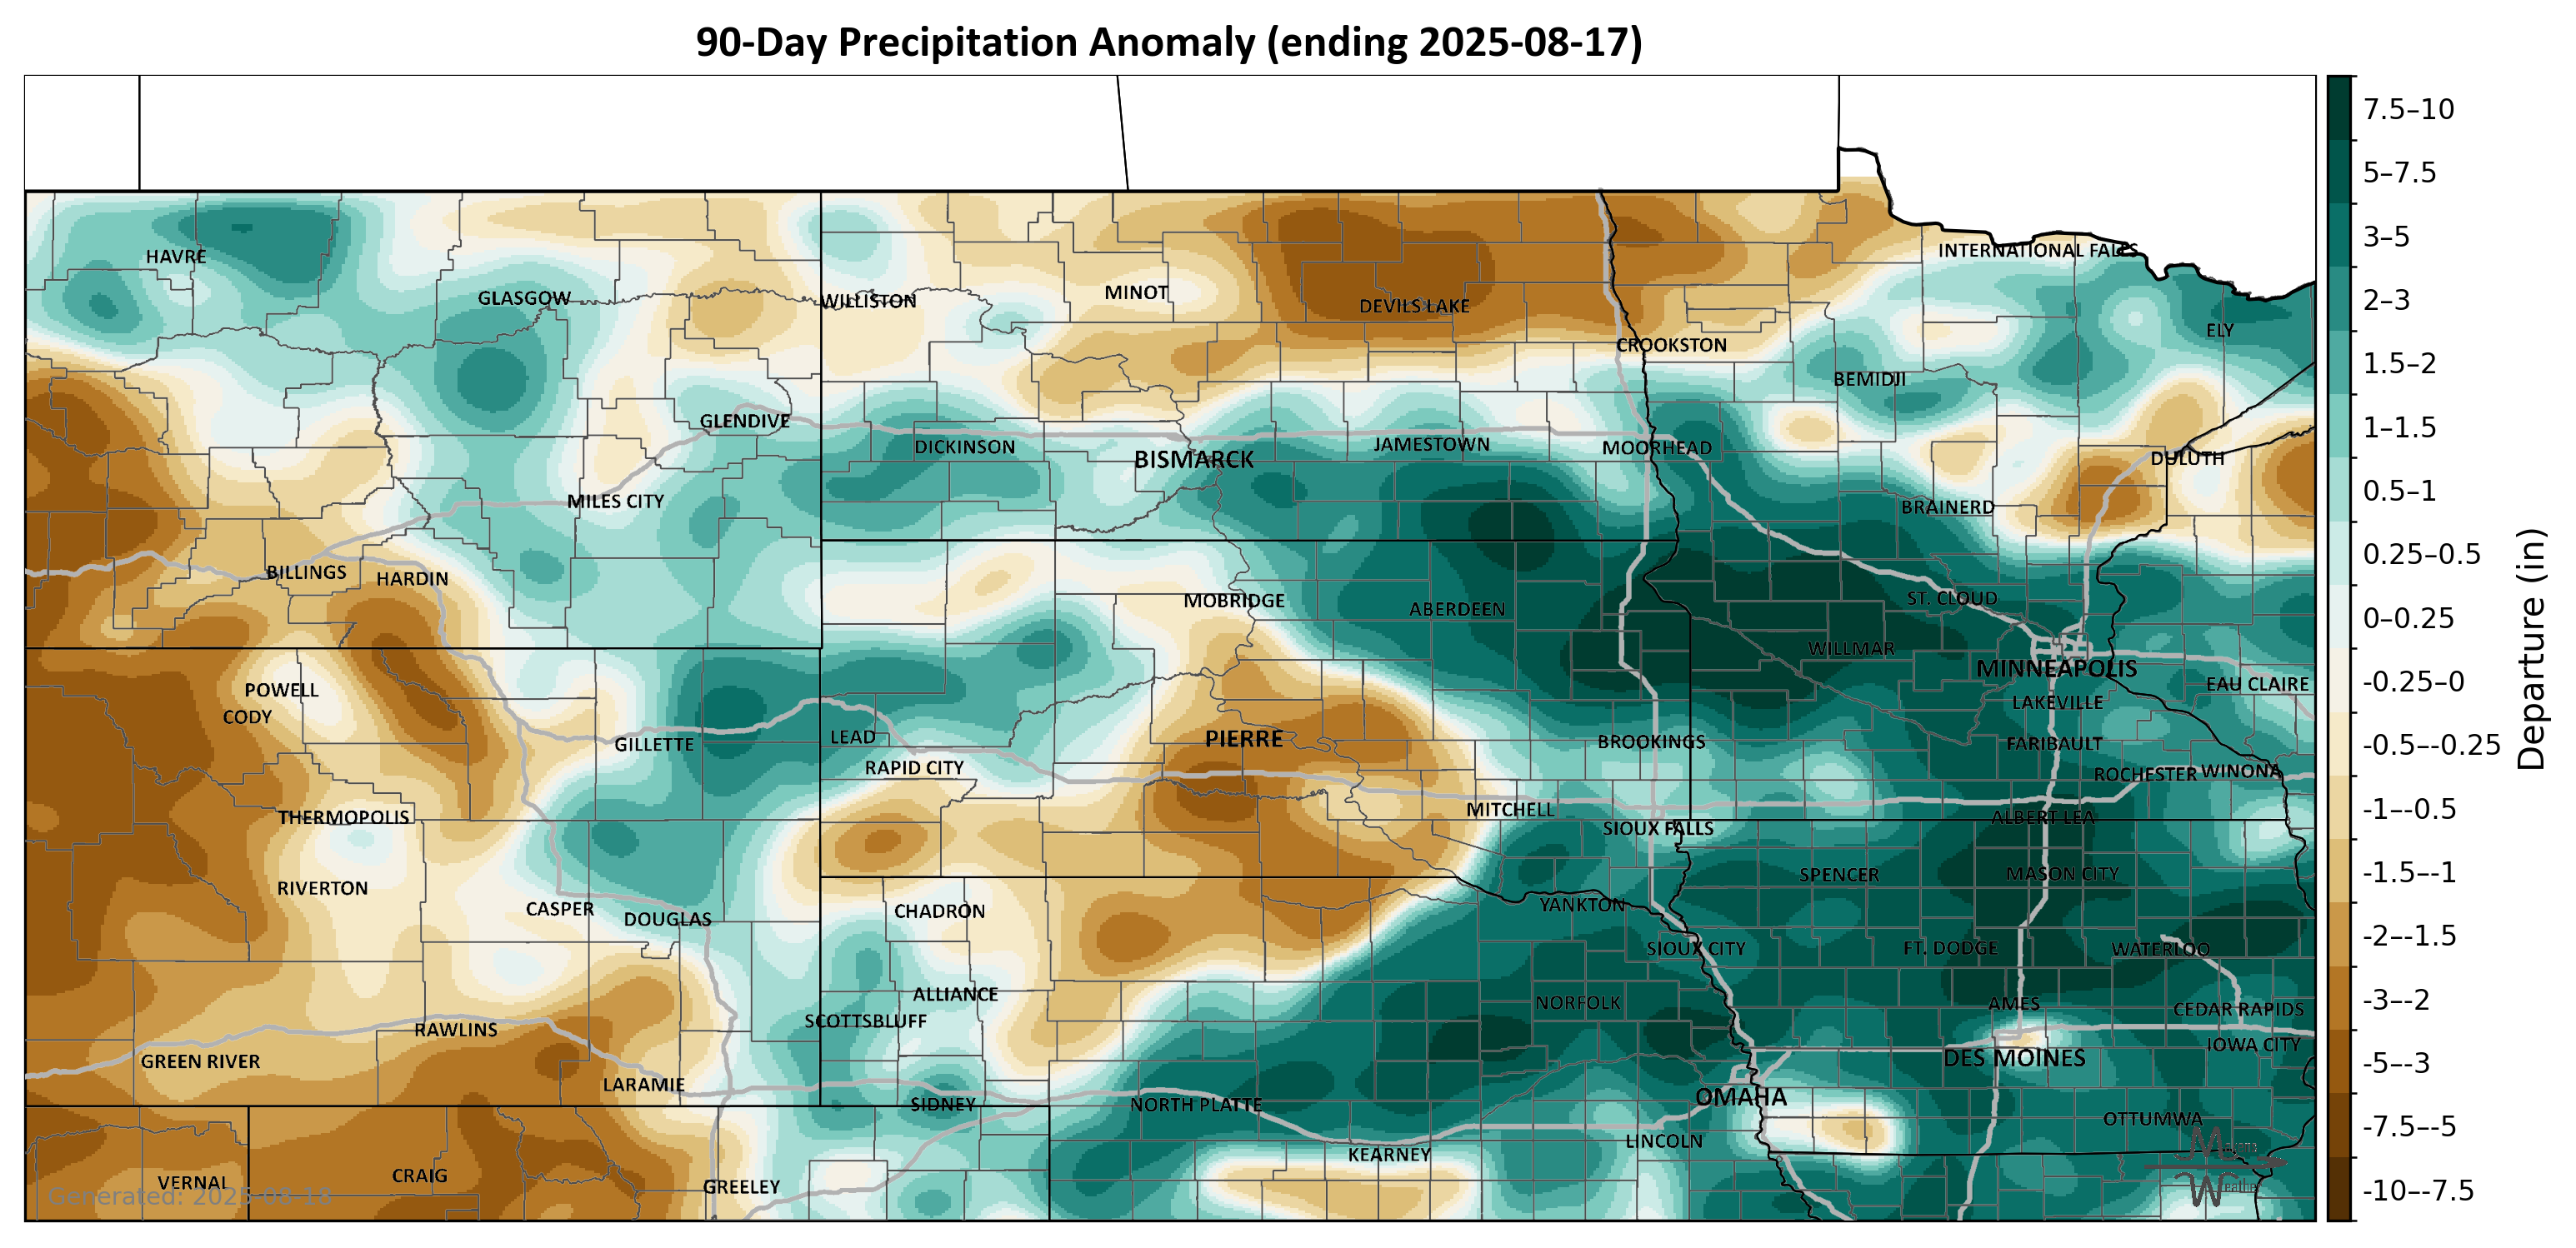 90-Day Precipitation Anomaly (ending 2025-08-17)
HAVRE
INTERNATIONAL FALLS
GLASGOW
WILLISTON
MINOT
DEVILS LAKE
ELY
CROOKSTON
BEMIDJI
GLENDIVE
DICKINSON
BISMARCK
JAMESTOWN
MOORHEAD
DULUTH
MILES CITY
BRAINERD
BILLINGS
HARDIN
MOBRIDGE
ABERDEEN
ST. CLOUD
WILLMAR
MINNEAPOLIS
POWELL
CODY
LAKEVILLE
EAU CLAIRE
GILLETTE
LEAD
PIERRE
BROOKINGS
FARIBAULT
RAPID CITY
ROCHESTER
WINONA
THERMOPOLIS
MITCHELL
SIOUX FALLS
ALBERT LEA
RIVERTON
SPENCER
MASON CITY
CASPER
DOUGLAS
CHADRON
YANKTON
SIOUX CITY
FT. DODGE
WATERLOO
ALLIANCE
NORFOLK
AMES
CEDAR RAPIDS
SCOTTSBLUFF
RAWLINS
IOWA CITY
GREEN RIVER
DES MOINES
LARAMIE
SIDNEY
NORTH PLATTE
OMAHA
OTTUMWA
LINCOLN
KEARNEY
VERNAL
CRAIG
GREELEY
Generated: 2025-08-18
7.5–10
5–7.5
3–5
2–3
1.5–2
1–1.5
0.5–1
0.25–0.5
0–0.25
-0.25–0
-0.5–-0.25
-1–-0.5
-1.5–-1
-2–-1.5
-3–-2
-5–-3
-7.5–-5
-10–-7.5
Departure (in)